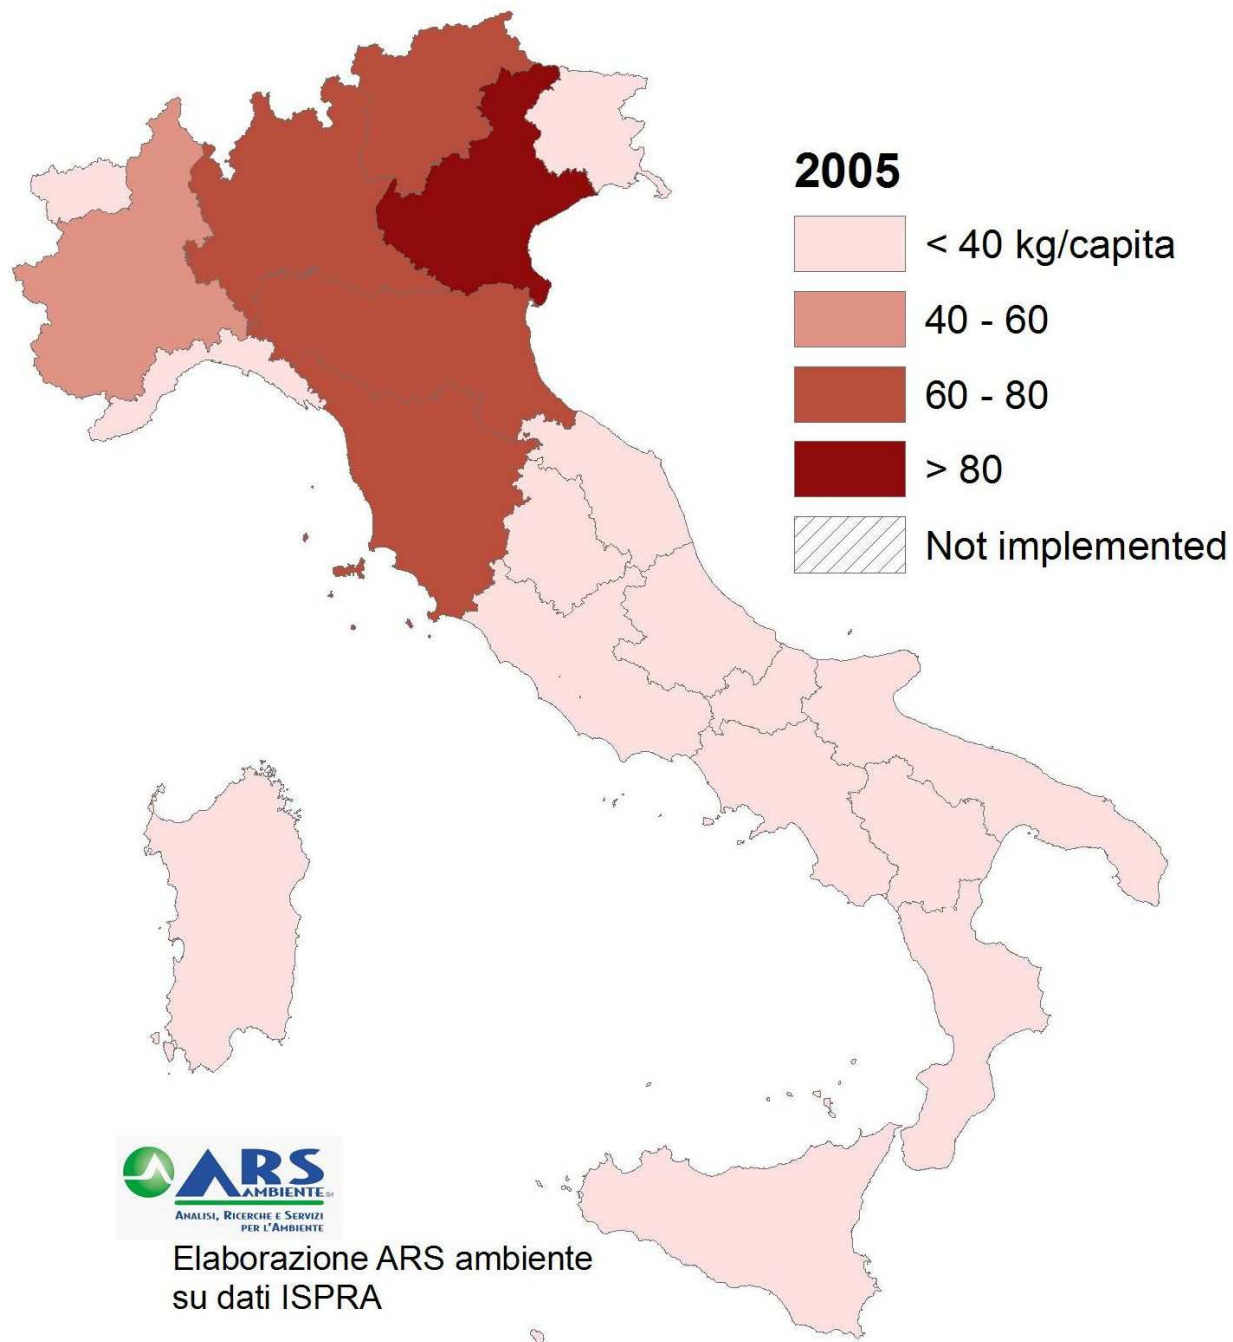 2005
< 40 kg/capita
40 - 60
60 - 80
> 80
Not implemented
ARS
AMBIENTE Srl
ANALISI, RICERCHE E SERVIZI
PER L'AMBIENTE
Elaborazione ARS ambiente
su dati ISPRA